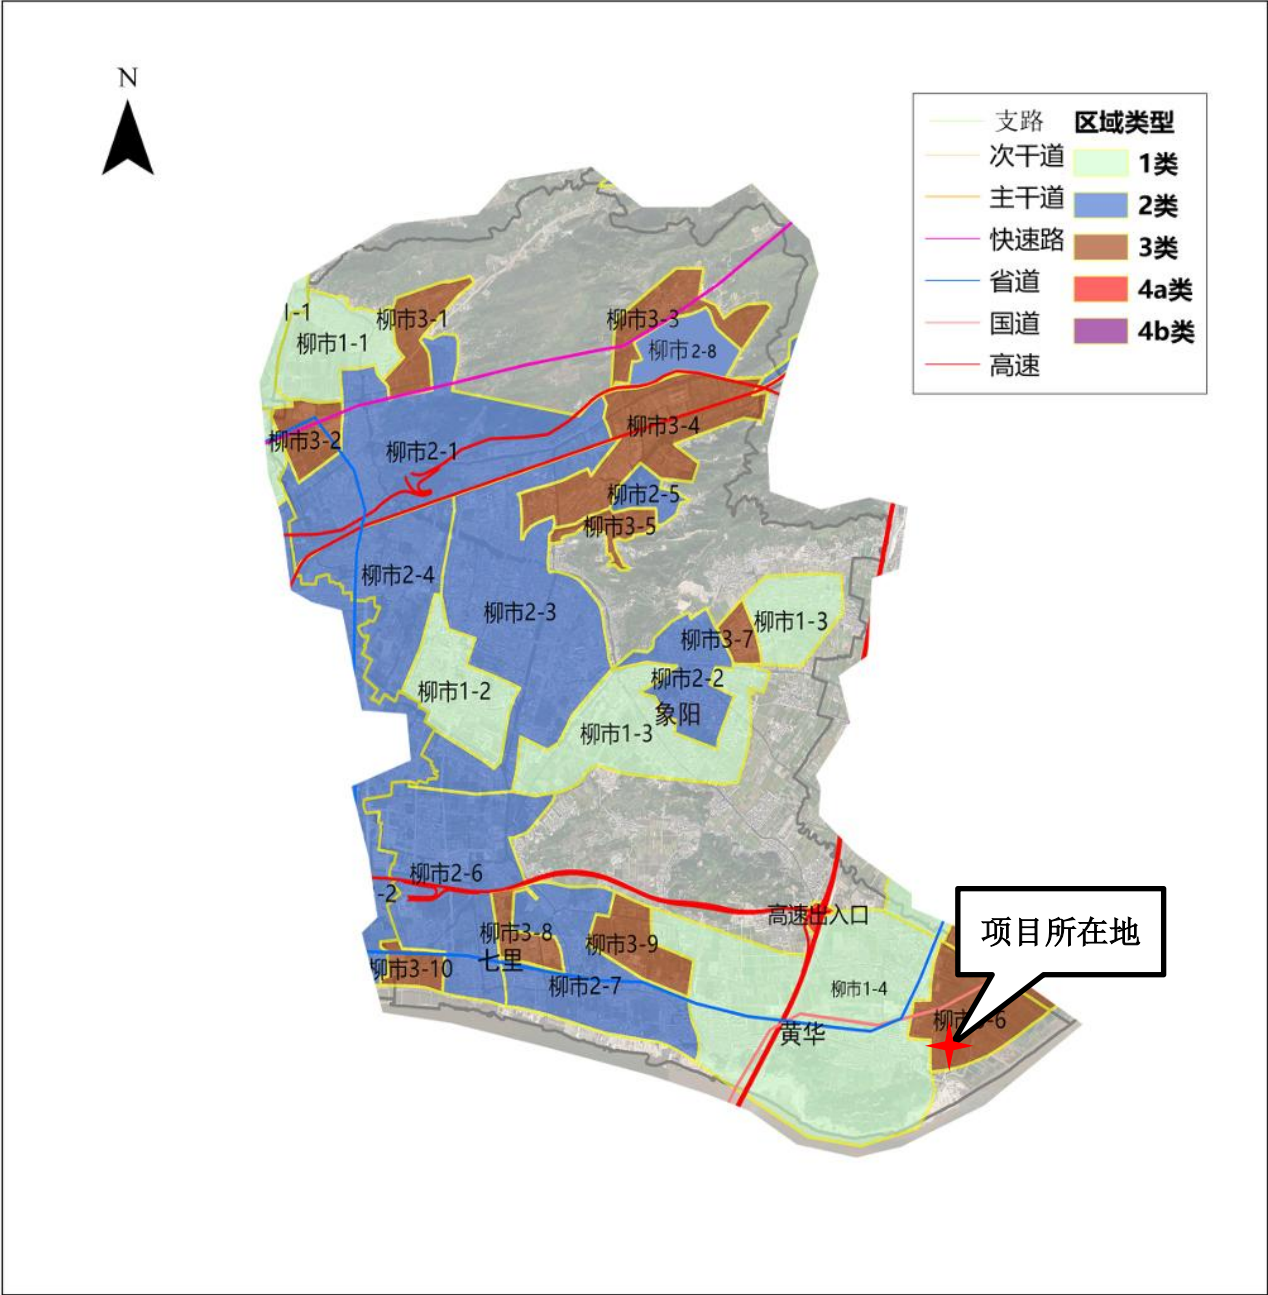 N
支路
区域类型
次干道
1类
主干道
2类
快速路
3类
省道
4a类
国道
4b类
高速
-1
柳市3-1
柳市1-1
柳市3-3
柳市2-8
柳市3-2
柳市2-1
柳市3-4
柳市2-5
柳市3-5
柳市2-4
柳市2-3
柳市1-3
柳市3-7
柳市2-2
柳市1-2
象阳
柳市1-3
柳市2-6
-2
高速出入口
项目所在地
柳市3-8
柳市3-9
七里
柳市3-10
柳市2-7
柳市1-4
柳市3-6
黄华